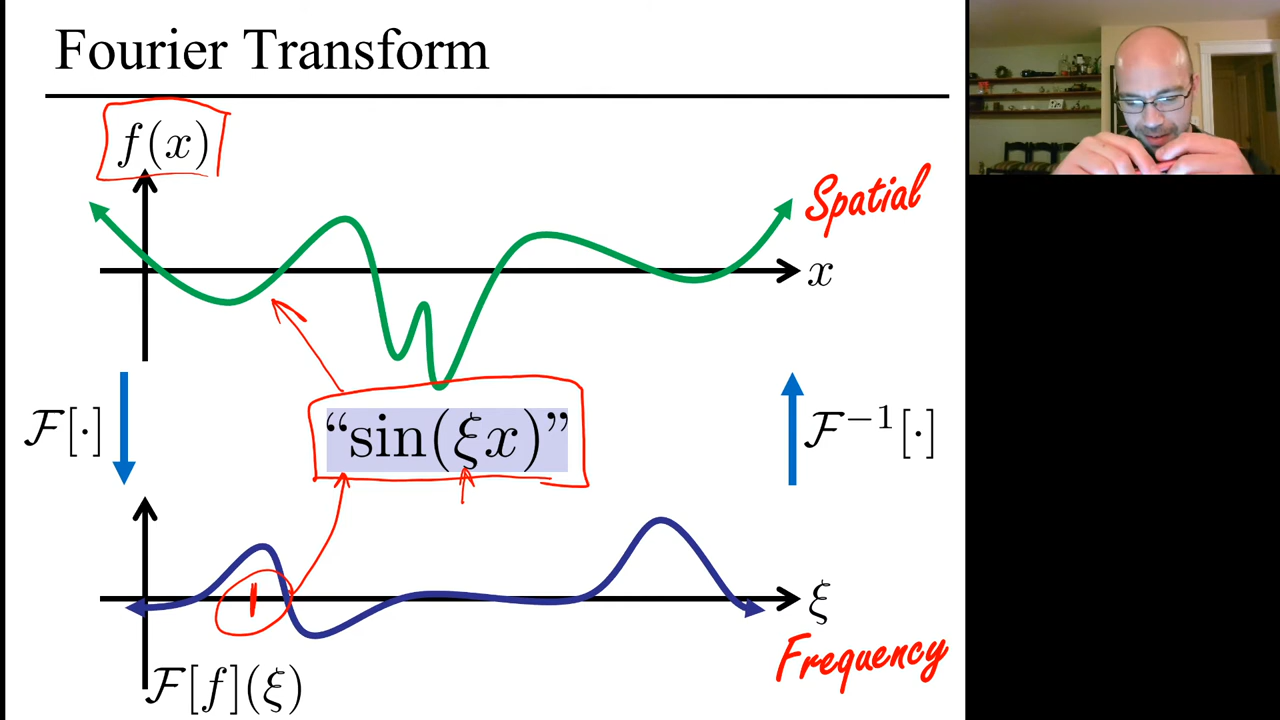 Fourier Transform
f(x)
Spatial
x
F[·]
“sin(ξx)”
F⁻¹[·]
ξ
Frequency
F[f](ξ)